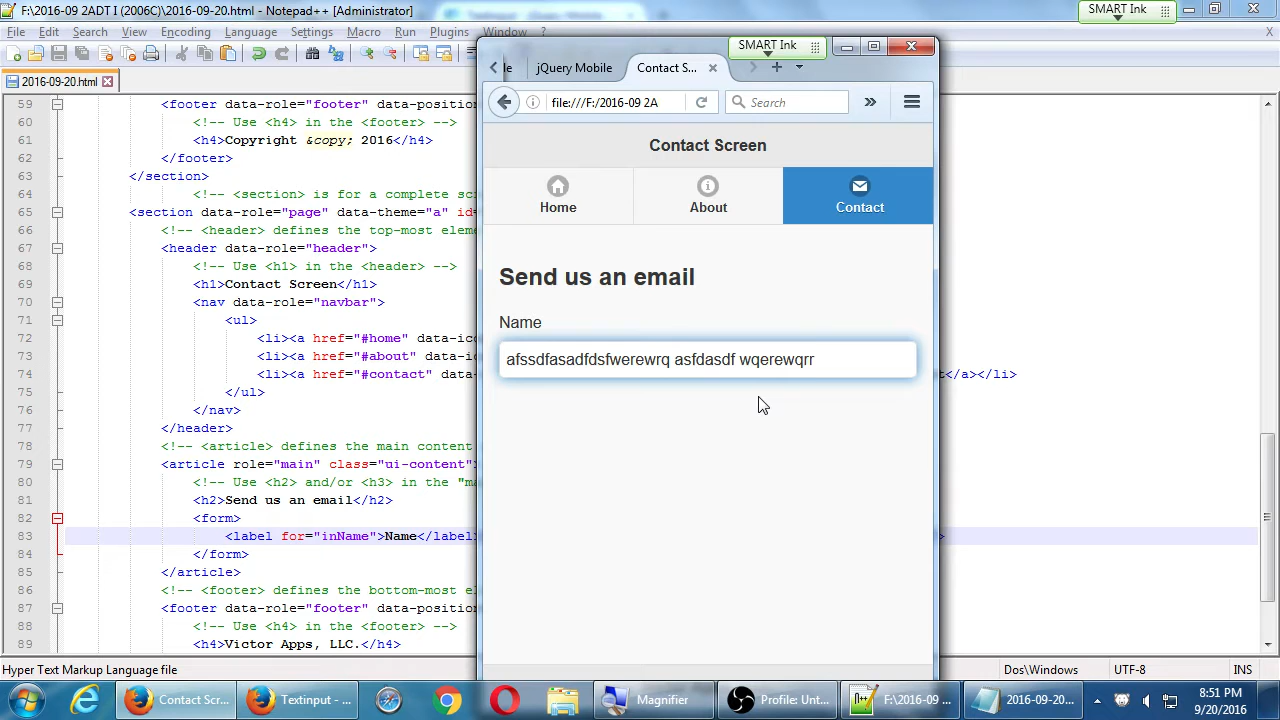 F:\2016-09 2ADT I (2006C)\2016-09-20.html - Notepad++ [Administrator]
SMART Ink
File Edit Search View Encoding Language Settings Macro Run Plugins Window ?
X
2016-09-20.html
59 <footer data-role="footer" data-position
60 <!-- Use <h4> in the <footer> -->
61 <h4>Copyright &copy; 2016</h4>
62 </footer>
63 </section>
64 <!-- <section> is for a complete scr
65 <section data-role="page" data-theme="a" id=
66 <!-- <header> defines the top-most eleme
67 <header data-role="header">
68 <!-- Use <h1> in the <header> -->
69 <h1>Contact Screen</h1>
70 <nav data-role="navbar">
71 <ul>
72 <li><a href="#home" data-ico
73 <li><a href="#about" data-ic
74 <li><a href="#contact" dat t</a></li>
75 </ul>
76 </nav>
77 </header>
78 <!-- <article> defines the main content
79 <article role="main" class="ui-content"
80 <!-- Use <h2> and/or <h3> in the "ma
81 <h2>Send us an email</h2>
82 <form>
83 <label for="inName">Name</label >
84 </form>
85 </article>
86 <!-- <footer> defines the bottom-most el
87 <footer data-role="footer" data-position
88 <!-- Use <h4> in the <footer> -->
89 <h4>Victor Apps, LLC.</h4>
SMART Ink
le jQuery Mobile Contact S...
file:///F:/2016-09 2A Search
Contact Screen
Home About Contact
Send us an email
Name
afssdfasadfdsfwerewrq asfdasdf wqerewqrr
Hyper Text Markup Language file Dos\Windows UTF-8 INS
Contact Scr... Textinput - ... Magnifier Profile: Unt... F:\2016-09 ... 2016-09-20...
8:51 PM
9/20/2016